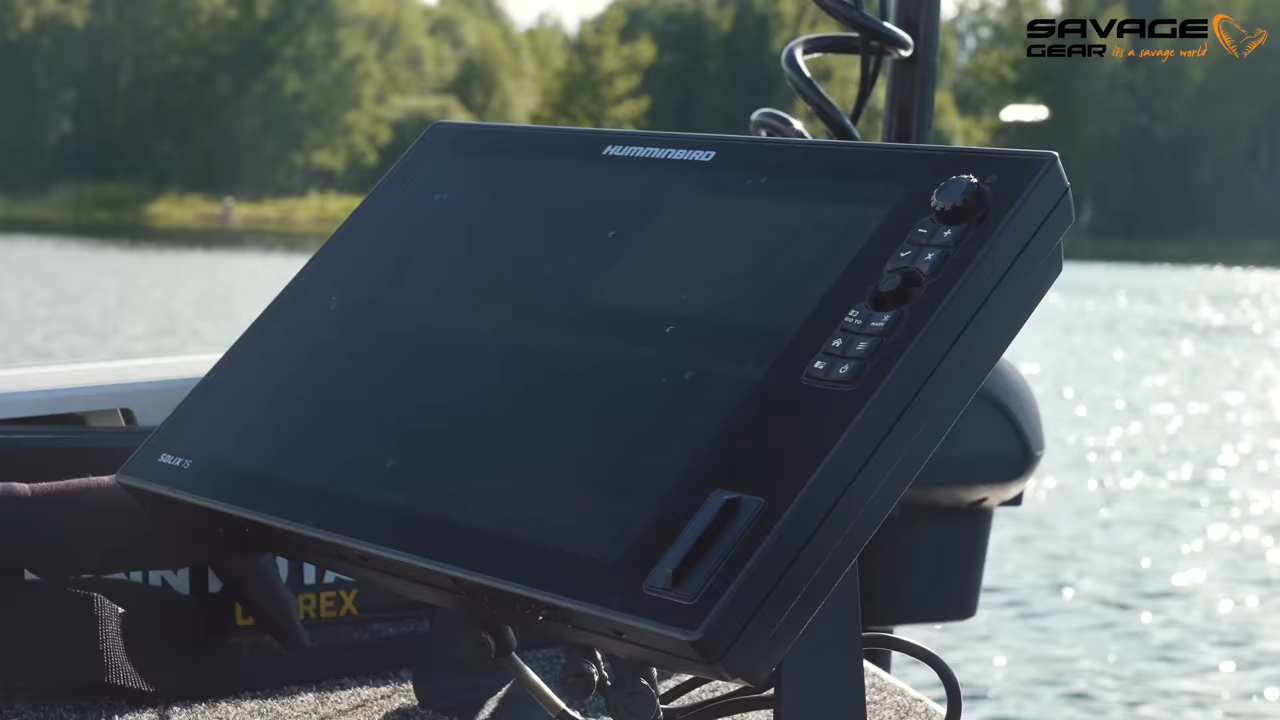 SAVAGE
GEAR it's a savage world
HUMMINBIRD
GO TO
MARK
SOLIX 15
REX